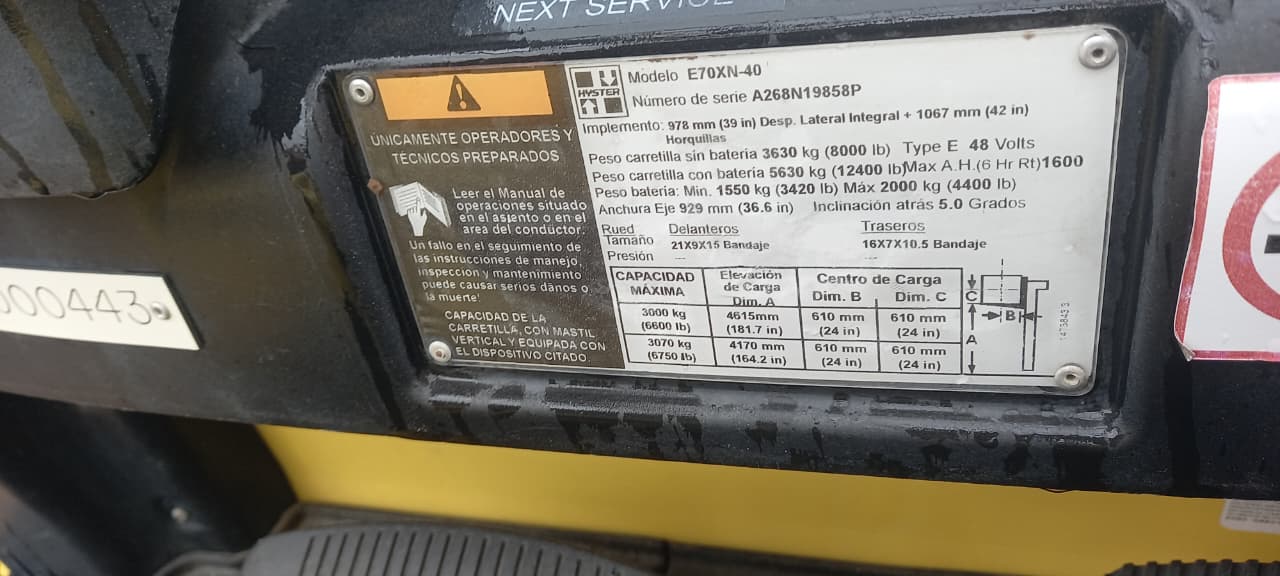 NEXT SERVICE
HYSTER
Modelo E70XN-40
Número de serie A268N19858P
Implemento: 978 mm (39 in) Desp. Lateral Integral + 1067 mm (42 in)
Horquillas
Peso carretilla sin bateria 3630 kg (8000 lb) Type E 48 Volts
Peso carretilla con bateria 5630 kg (12400 lb) Max A.H.(6 Hr Rt) 1600
Peso bateria: Min. 1550 kg (3420 lb) Máx 2000 kg (4400 lb)
Anchura Eje 929 mm (36.6 in) Inclinación atrás 5.0 Grados
Rued Delanteros Traseros
Tamaño 21X9X15 Bandaje 16X7X10.5 Bandaje
Presión --- ---
CAPACIDAD MÁXIMA
Elevación de Carga Dim. A
Centro de Carga
Dim. B Dim. C
3000 kg 4615mm 610 mm 610 mm
(6600 lb) (181.7 in) (24 in) (24 in)
3070 kg 4170 mm 610 mm 610 mm
(6750 lb) (164.2 in) (24 in) (24 in)
C
B
A
ÚNICAMENTE OPERADORES Y
TÉCNICOS PREPARADOS
Leer el Manual de
operaciones situado
en el asiento o en el
area del conductor.
Un fallo en el seguimiento de
las instrucciones de manejo,
inspección y mantenimiento
puede causar serios daños o
la muerte!
CAPACIDAD DE LA
CARRETILLA, CON MASTIL
VERTICAL Y EQUIPADA CON
EL DISPOSITIVO CITADO.
000443